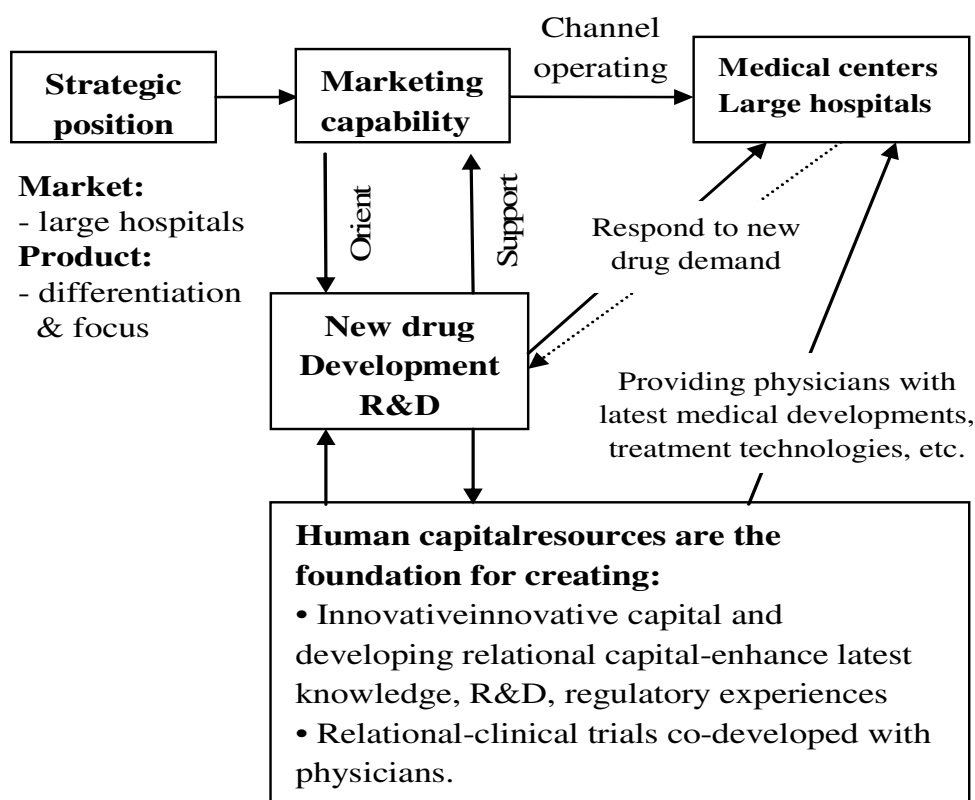 Strategic
position
Marketing
capability
Channel
operating
Medical centers
Large hospitals
Market:
- large hospitals
Product:
- differentiation
& focus
Orient
Support
Respond to new
drug demand
New drug
Development
R&D
Providing physicians with
latest medical developments,
treatment technologies, etc.
Human capitalresources are the
foundation for creating:
• Innovativeinnovative capital and
developing relational capital-enhance latest
knowledge, R&D, regulatory experiences
• Relational-clinical trials co-developed with
physicians.